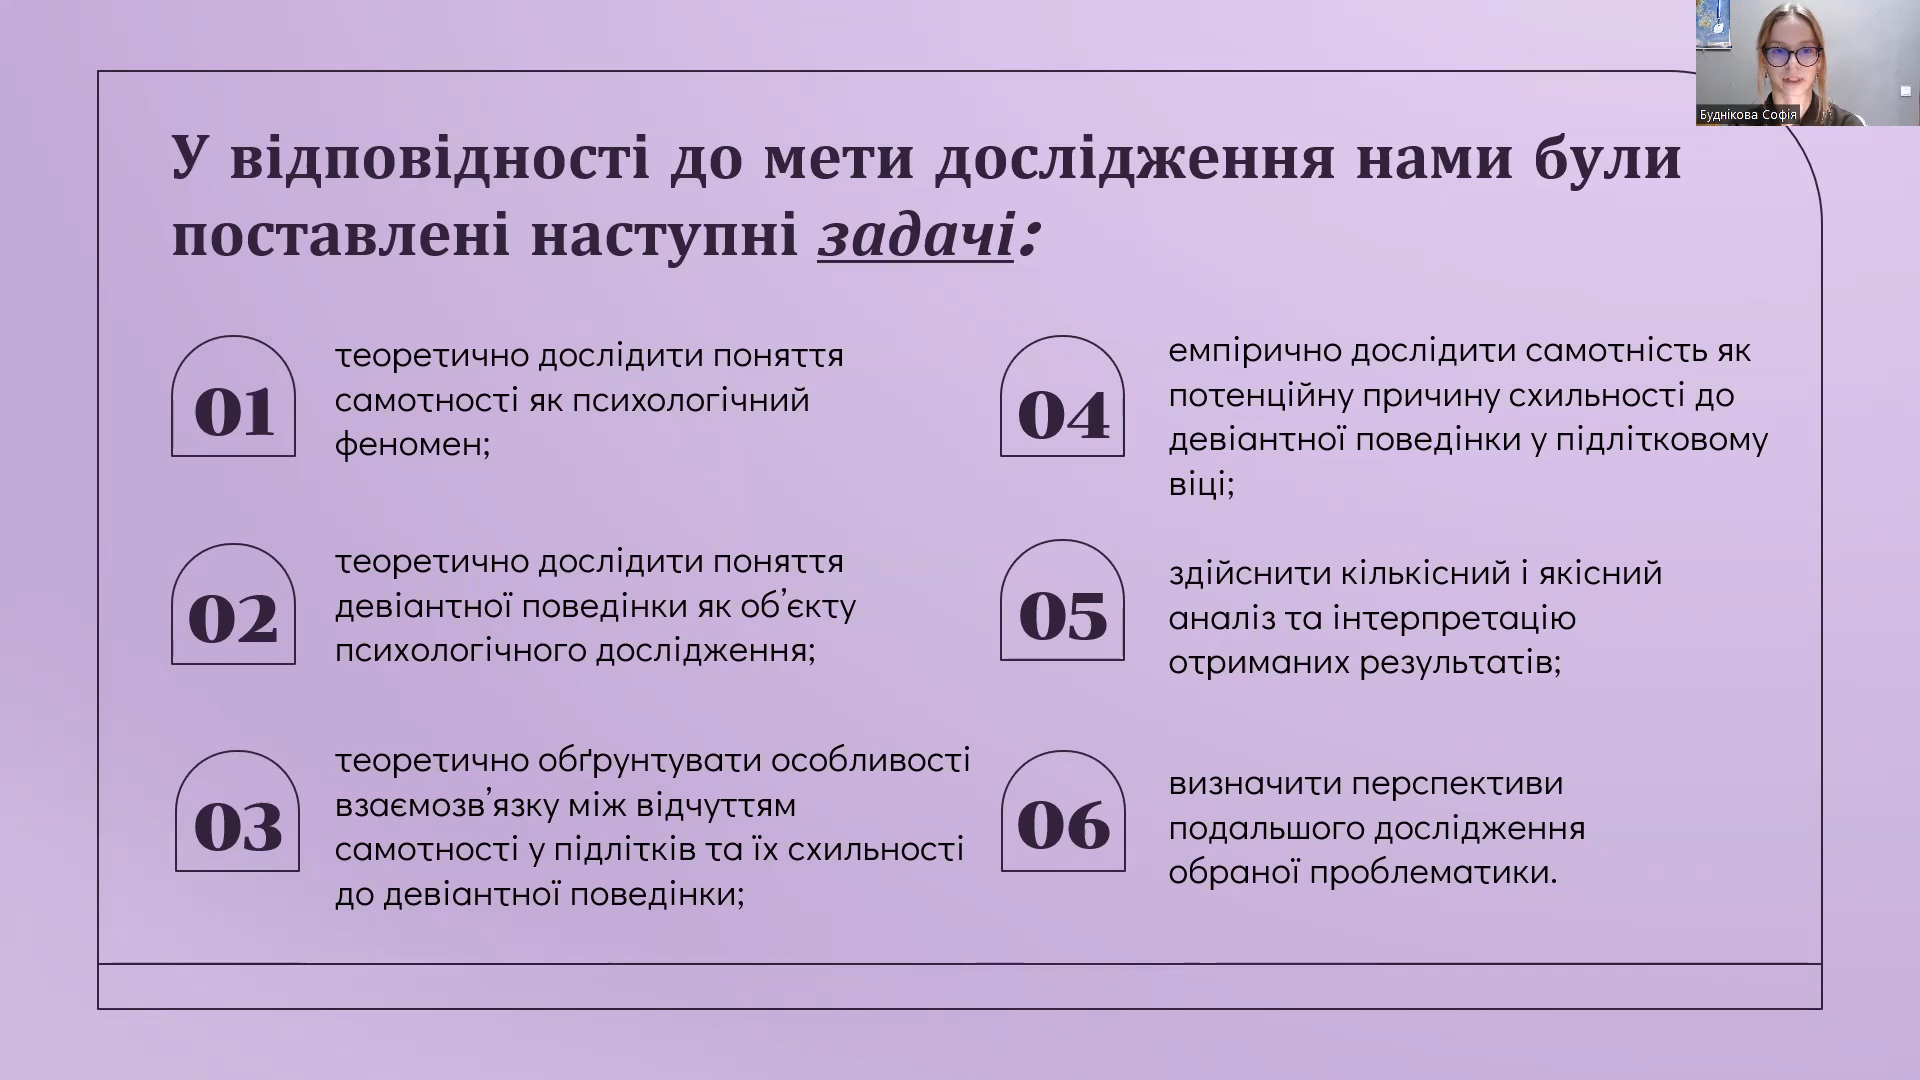 Буднікова Софія
У відповідності до мети дослідження нами були
поставлені наступні задачі:
01
теоретично дослідити поняття
самотності як психологічний
феномен;
02
теоретично дослідити поняття
девіантної поведінки як об’єкту
психологічного дослідження;
03
теоретично обґрунтувати особливості
взаємозв’язку між відчуттям
самотності у підлітків та їх схильності
до девіантної поведінки;
04
емпірично дослідити самотність як
потенційну причину схильності до
девіантної поведінки у підлітковому
віці;
05
здійснити кількісний і якісний
аналіз та інтерпретацію
отриманих результатів;
06
визначити перспективи
подальшого дослідження
обраної проблематики.